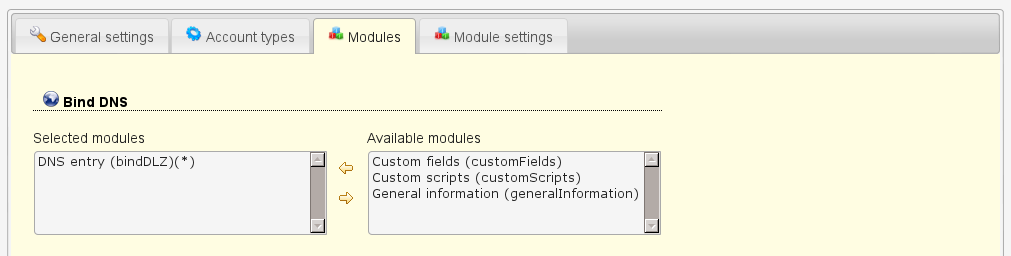 General settings Account types Modules Module settings
Bind DNS
Selected modules Available modules
DNS entry (bindDLZ)(*) Custom fields (customFields)
Custom scripts (customScripts)
General information (generalInformation)